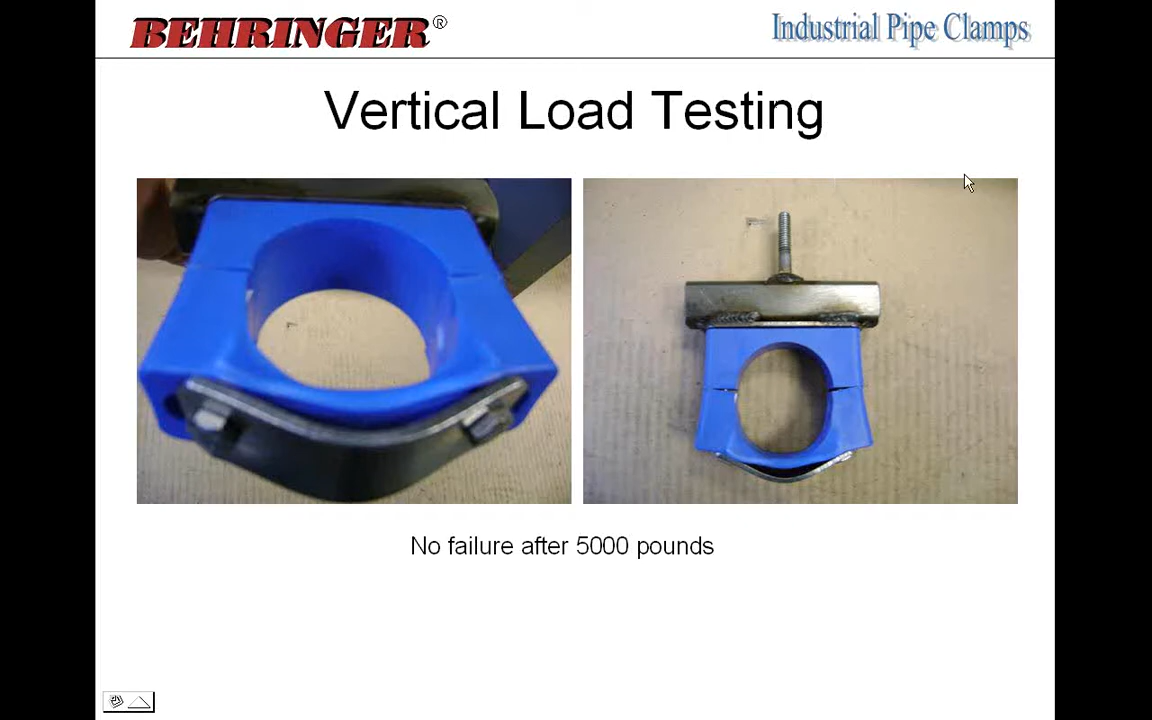 BEHRINGER®
Industrial Pipe Clamps
Vertical Load Testing
No failure after 5000 pounds